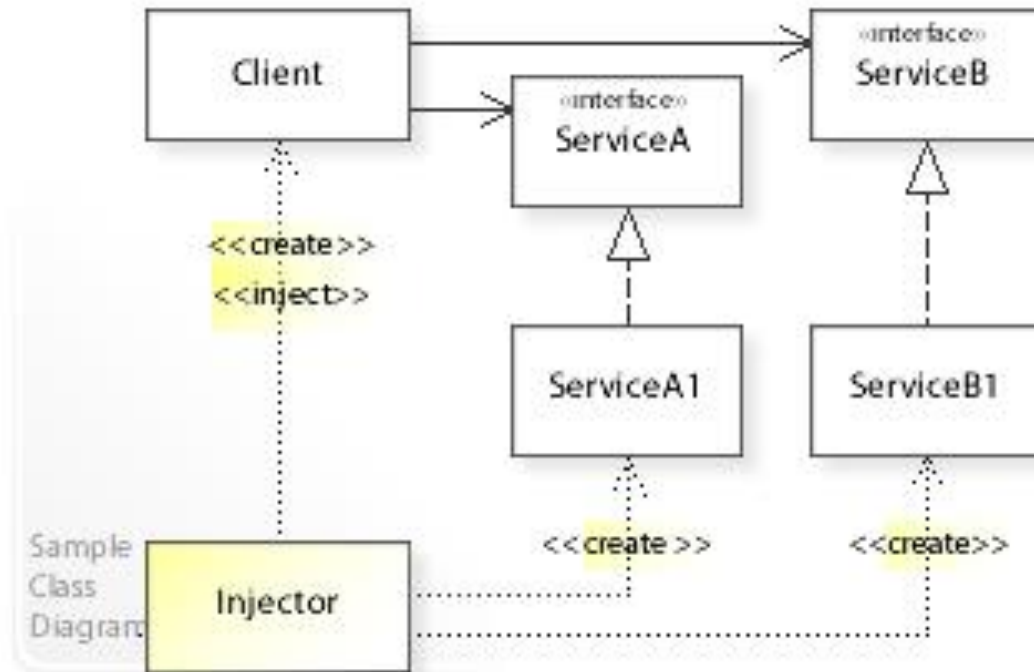 Client
«interface»
ServiceB
«interface»
ServiceA
<<create>>
<<inject>>
ServiceA1
ServiceB1
<<create >>
<<create>>
Sample
Class
Diagram
Injector